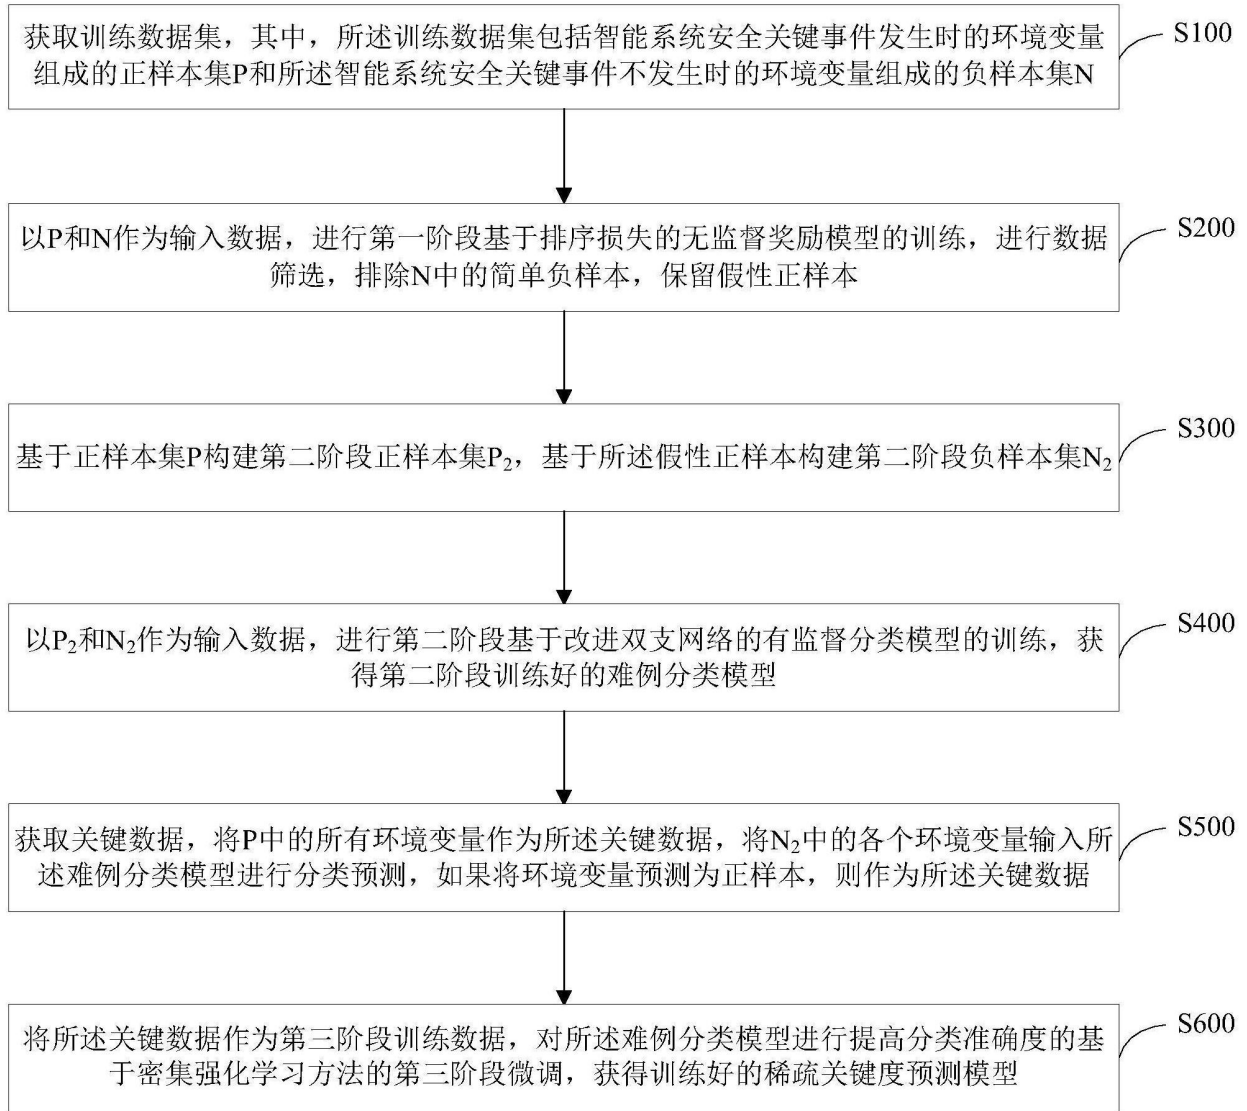 获取训练数据集，其中，所述训练数据集包括智能系统安全关键事件发生时的环境变量
组成的正样本集P和所述智能系统安全关键事件不发生时的环境变量组成的负样本集N
S100
以P和N作为输入数据，进行第一阶段基于排序损失的无监督奖励模型的训练，进行数据
筛选，排除N中的简单负样本，保留假性正样本
S200
基于正样本集P构建第二阶段正样本集P₂，基于所述假性正样本构建第二阶段负样本集N₂
S300
以P₂和N₂作为输入数据，进行第二阶段基于改进双支网络的有监督分类模型的训练，获
得第二阶段训练好的难例分类模型
S400
获取关键数据，将P中的所有环境变量作为所述关键数据，将N₂中的各个环境变量输入所
述难例分类模型进行分类预测，如果将环境变量预测为正样本，则作为所述关键数据
S500
将所述关键数据作为第三阶段训练数据，对所述难例分类模型进行提高分类准确度的基
于密集强化学习方法的第三阶段微调，获得训练好的稀疏关键度预测模型
S600